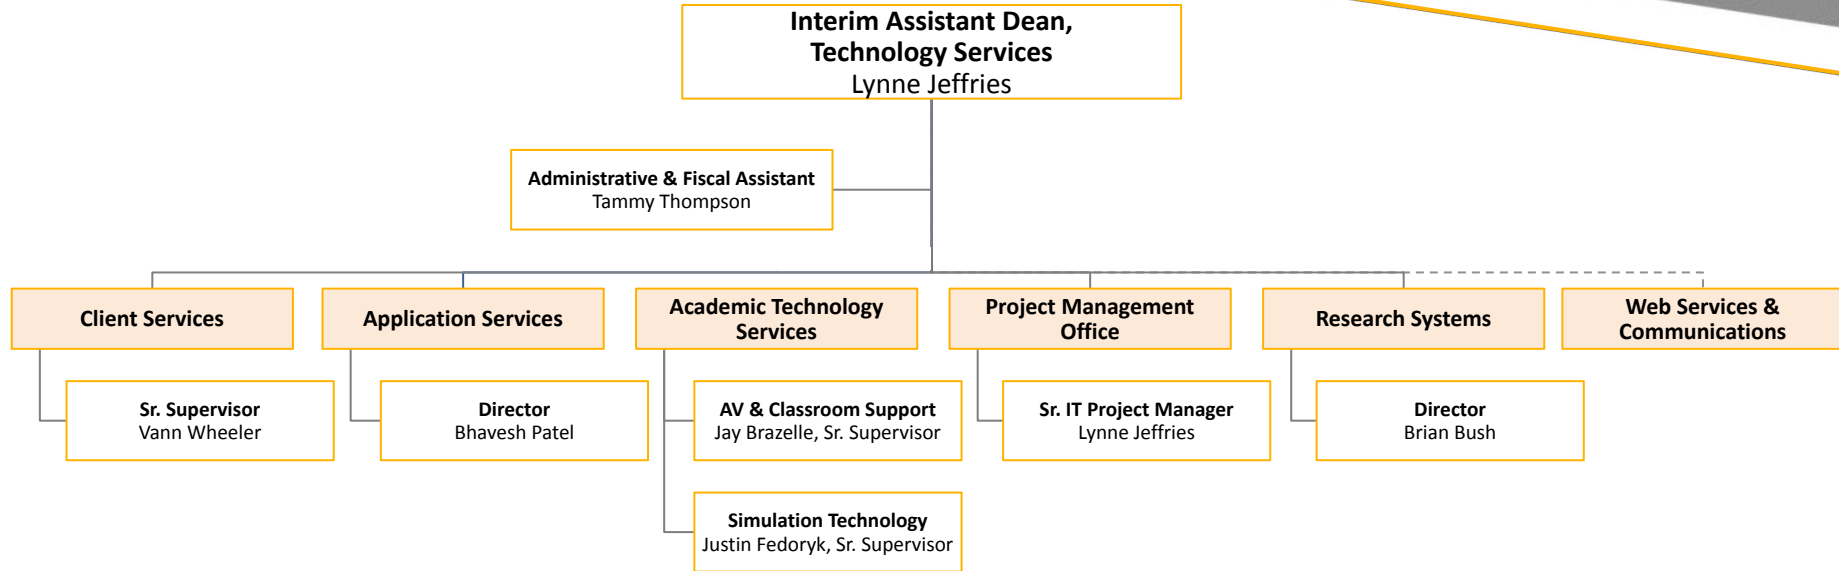 Interim Assistant Dean,
Technology Services
Lynne Jeffries
Administrative & Fiscal Assistant
Tammy Thompson
Client Services
Application Services
Academic Technology
Services
Project Management
Office
Research Systems
Web Services &
Communications
Sr. Supervisor
Vann Wheeler
Director
Bhavesh Patel
AV & Classroom Support
Jay Brazelle, Sr. Supervisor
Sr. IT Project Manager
Lynne Jeffries
Director
Brian Bush
Simulation Technology
Justin Fedoryk, Sr. Supervisor